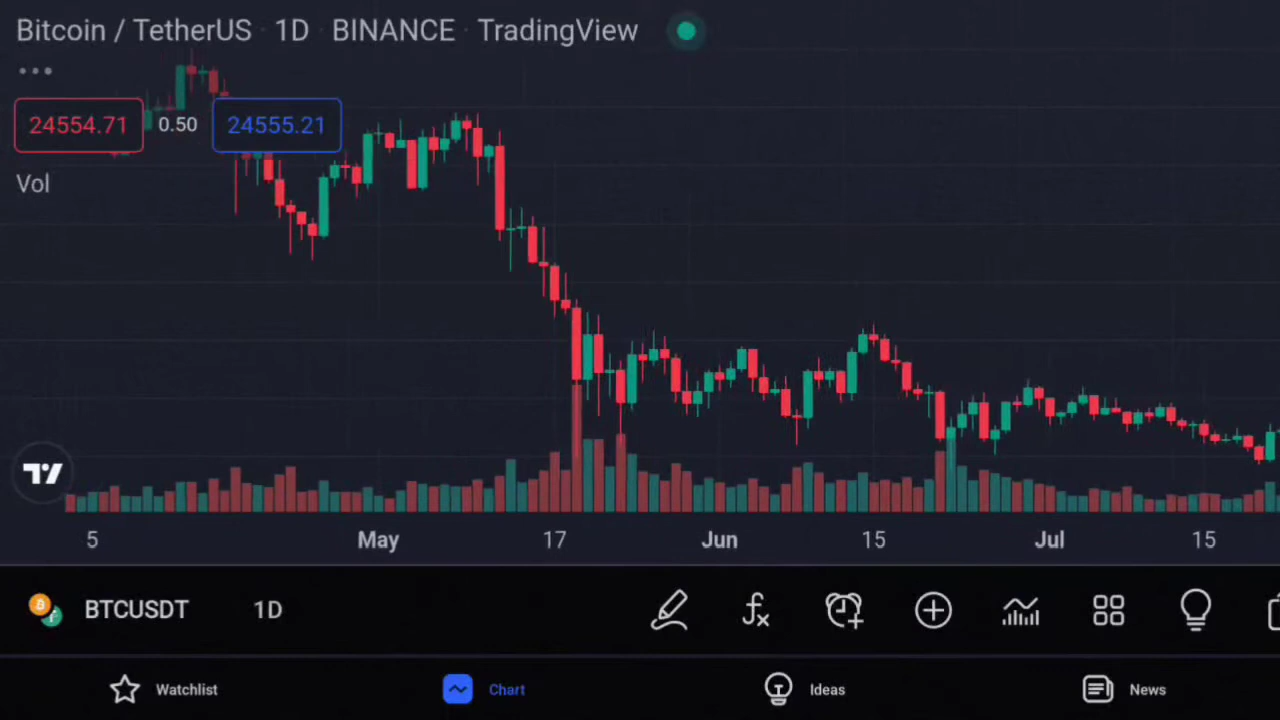 Bitcoin / TetherUS · 1D · BINANCE · TradingView
24554.71 0.50 24555.21
Vol
5 May 17 Jun 15 Jul 15
BTCUSDT 1D
Watchlist Chart Ideas News